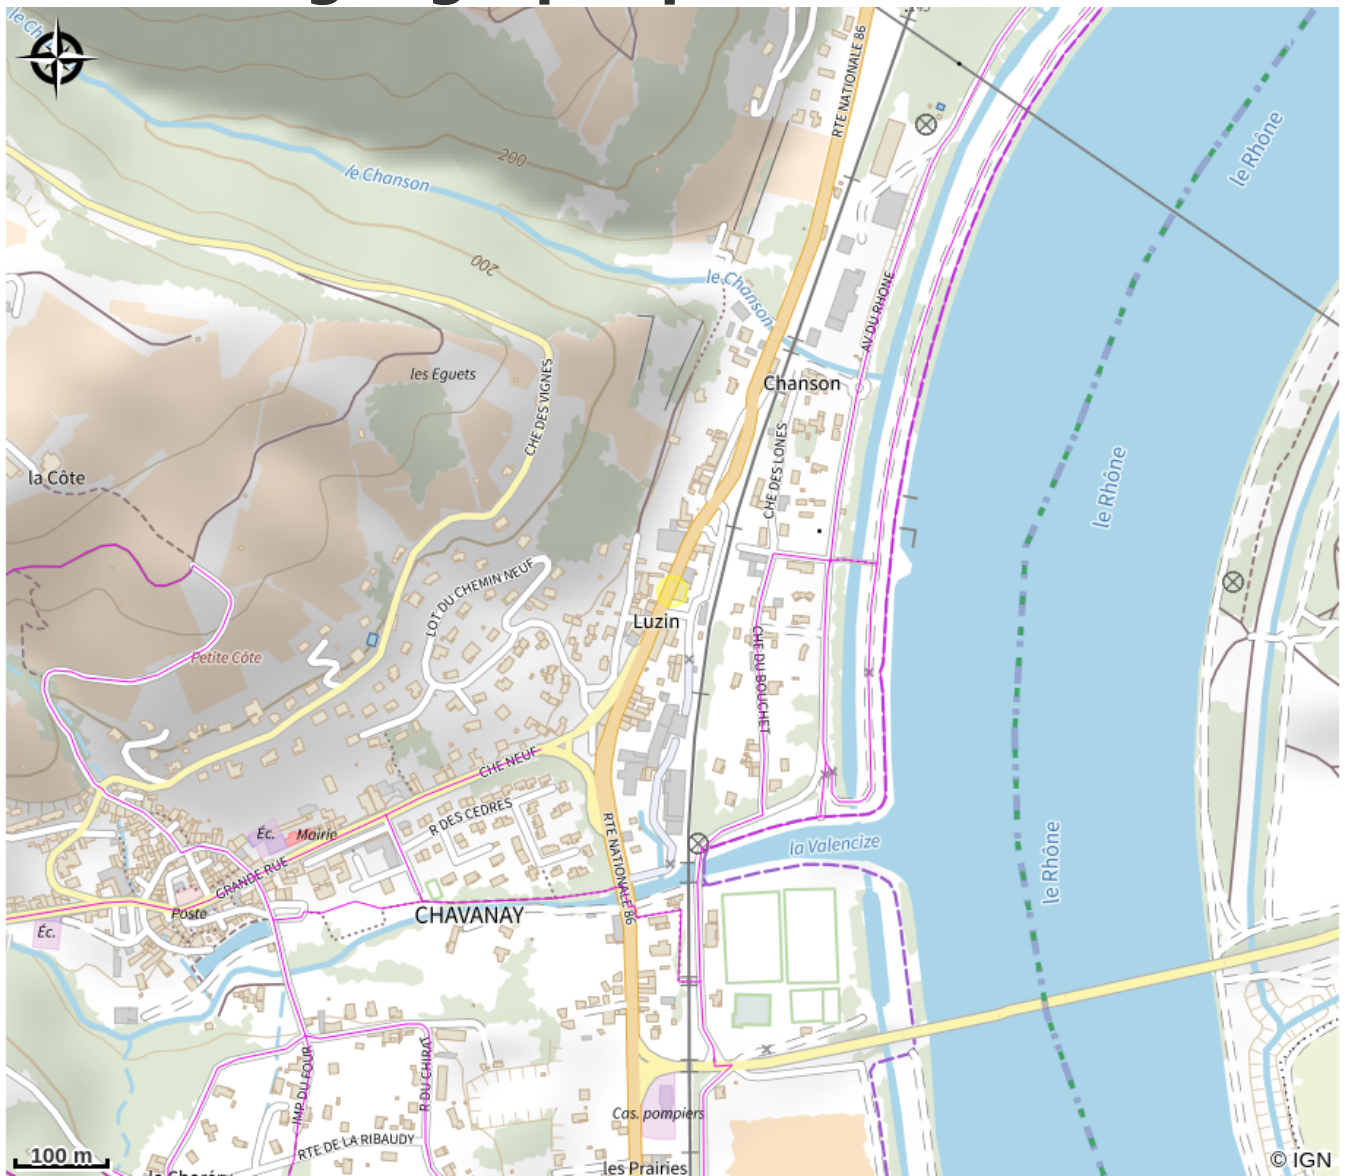 RTE NATIONALE 86
le Rhône
200
le Chanson
200
le Chanson
AV DU RHONE
les Eguets
Chanson
CHE DES VIGNES
la Côte
CHE DES LONES
le Rhône
LOT DU CHEMIN NEUF
Luzin
Petite Côte
CHE DU BOUCHET
CHE NEUF
R DES CEDRES
Éc.
Mairie
la Valencize
le Rhône
GRANDE RUE
RTE NATIONALE 86
Poste
CHAVANAY
Éc.
IMP DU FOUR
R DU CHIRAT
Cas. pompiers
RTE DE LA RIBAUDY
100 m
les Prairies
© IGN